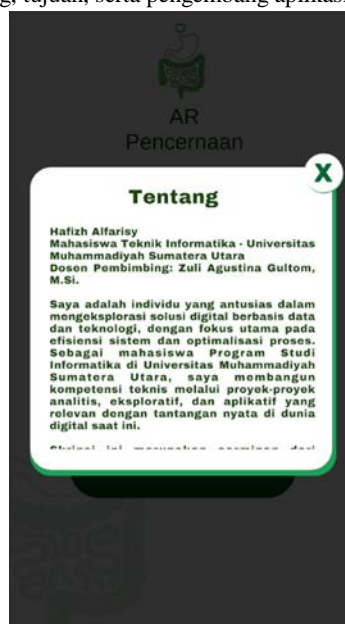 tujuan, serta pengembang aplikasi
AR
Pencernaan
X
Tentang
Hafizh Alfarisy
Mahasiswa Teknik Informatika - Universitas
Muhammadiyah Sumatera Utara
Dosen Pembimbing: Zuli Agustina Gultom,
M.Si.
Saya adalah individu yang antusias dalam
mengeksplorasi solusi digital berbasis data
dan teknologi, dengan fokus utama pada
efisiensi sistem dan optimalisasi proses.
Sebagai mahasiswa Program Studi
Informatika di Universitas Muhammadiyah
Sumatera Utara, saya membangun
kompetensi teknis melalui proyek-proyek
analitis, eksploratif, dan aplikatif yang
relevan dengan tantangan nyata di dunia
digital saat ini.